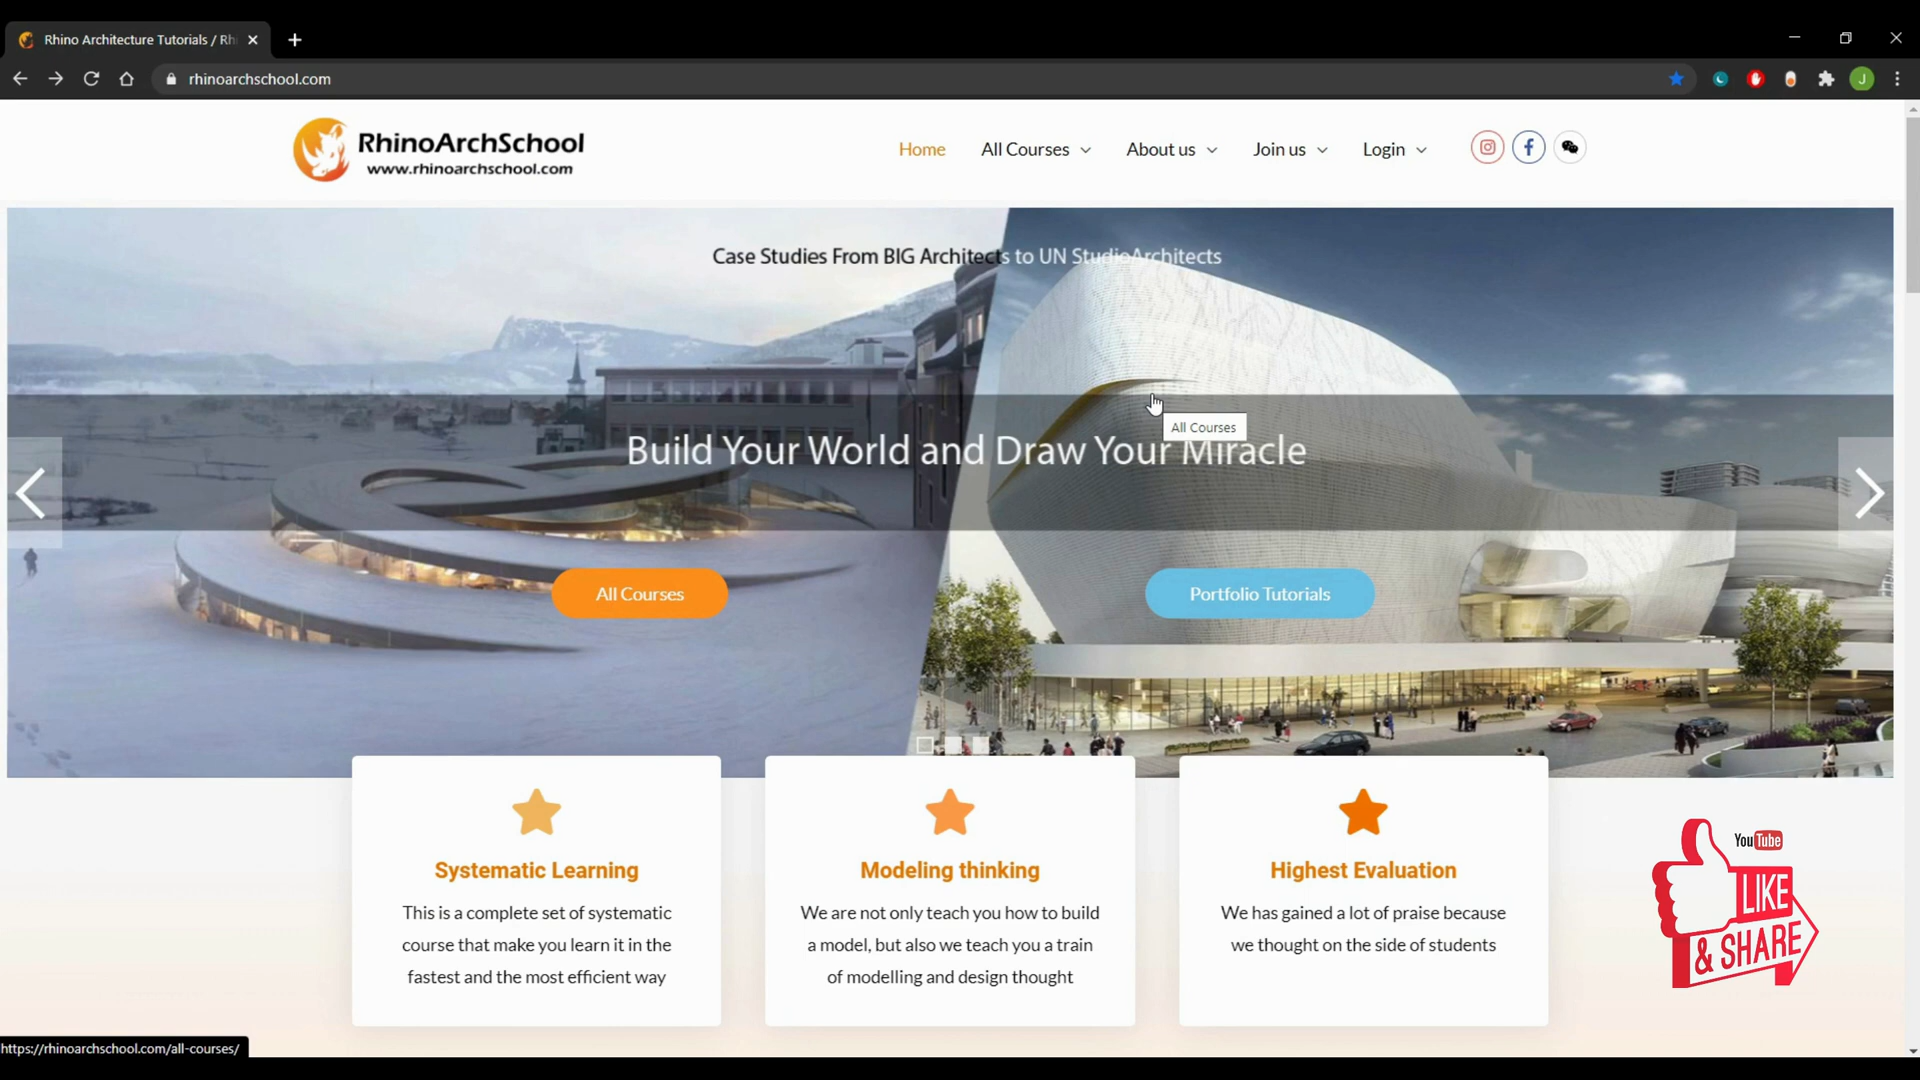 Rhino Architecture Tutorials / Rh
rhinoarchschool.com
J
RhinoArchSchool
www.rhinoarchschool.com
Home
All Courses
About us
Join us
Login
Case Studies From BIG Architects to UN StudioArchitects
All Courses
Build Your World and Draw Your Miracle
All Courses
Portfolio Tutorials
Systematic Learning
This is a complete set of systematic
course that make you learn it in the
fastest and the most efficient way
Modeling thinking
We are not only teach you how to build
a model, but also we teach you a train
of modelling and design thought
Highest Evaluation
We has gained a lot of praise because
we thought on the side of students
YouTube
LIKE
& SHARE
https://rhinoarchschool.com/all-courses/